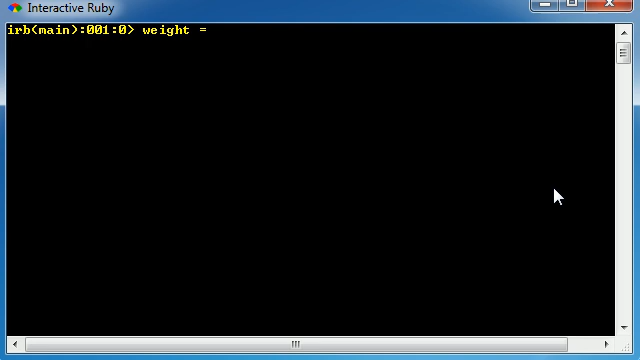 Interactive Ruby
irb(main):001:0> weight =